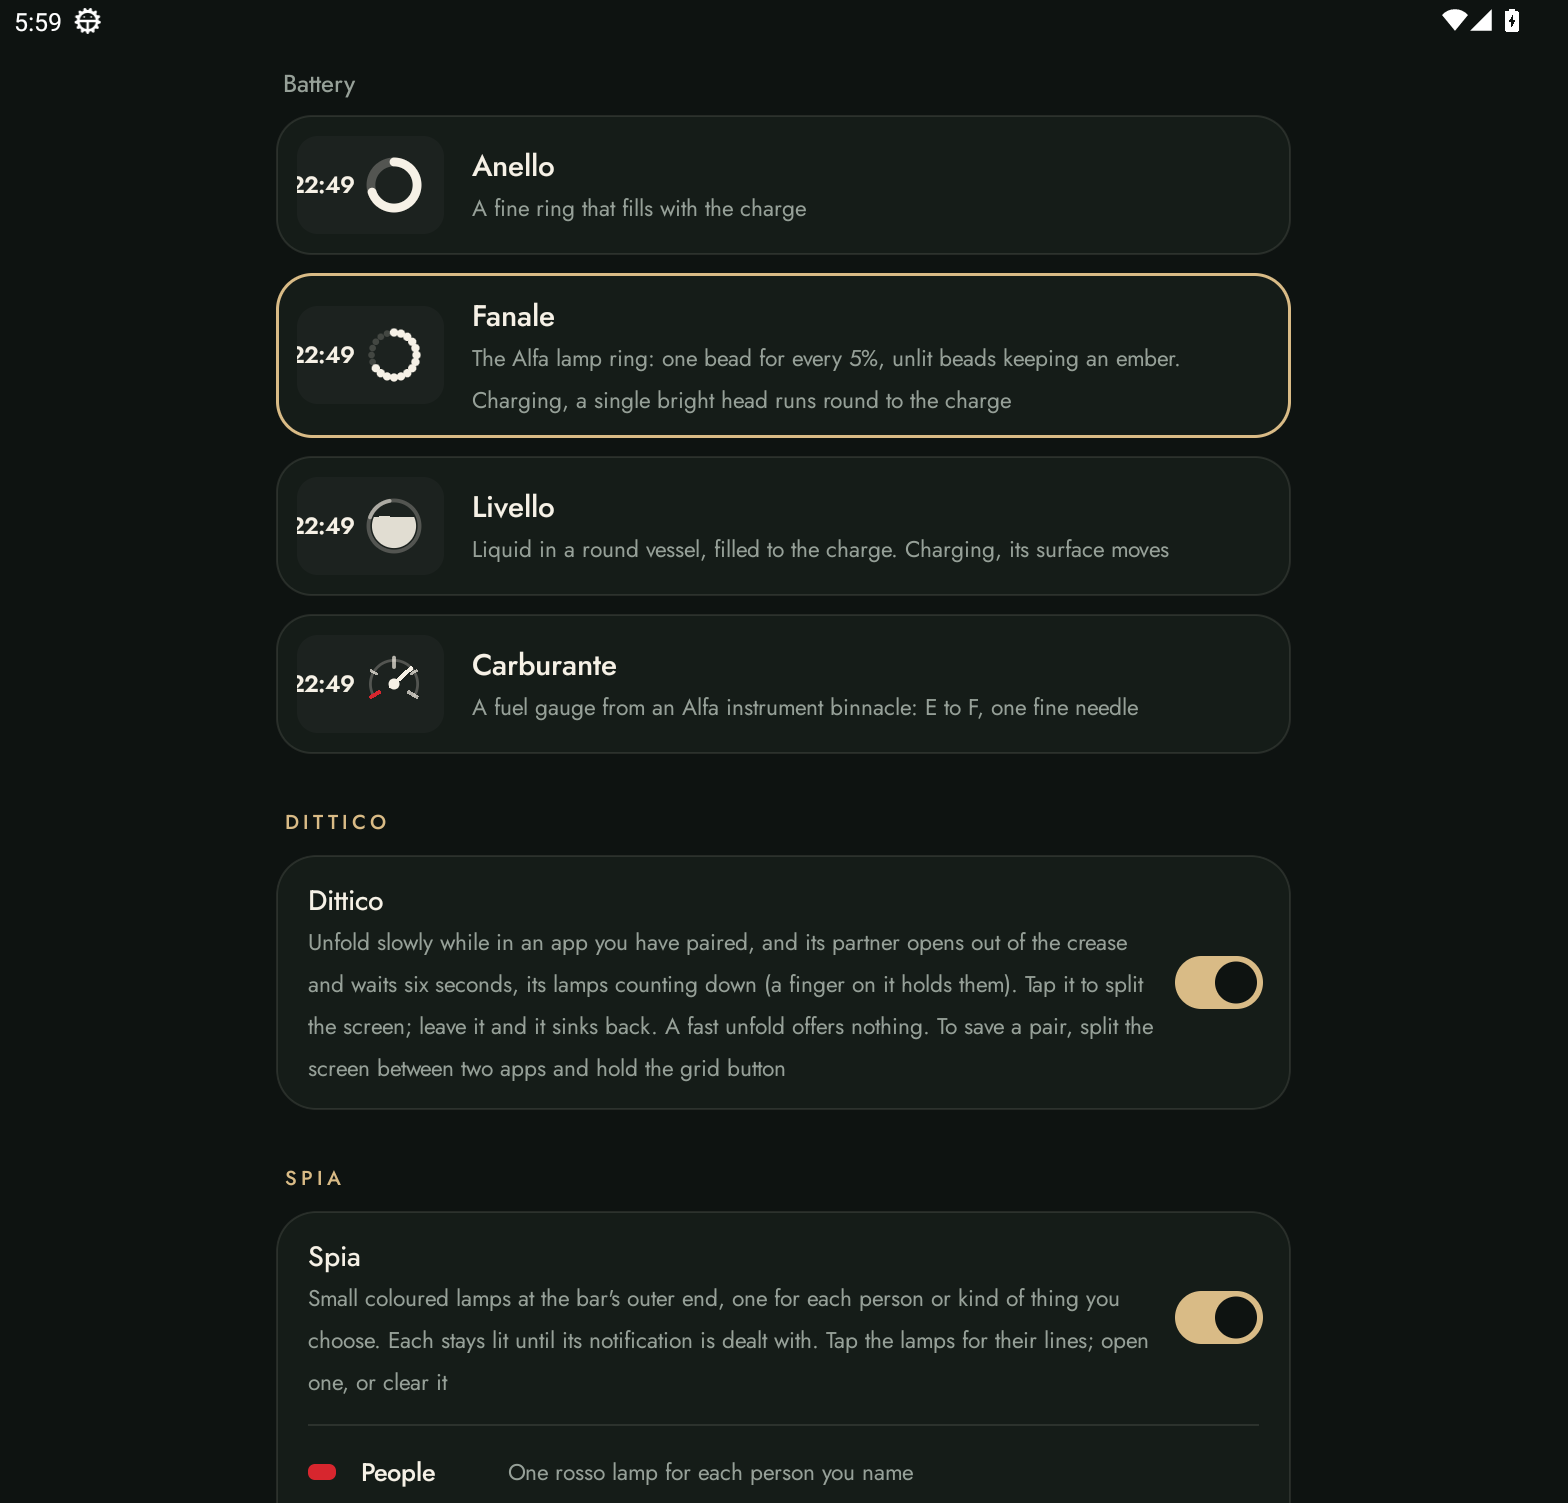 5:59
Battery
22:49
Anello
A fine ring that fills with the charge
22:49
Fanale
The Alfa lamp ring: one bead for every 5%, unlit beads keeping an ember.
Charging, a single bright head runs round to the charge
22:49
Livello
Liquid in a round vessel, filled to the charge. Charging, its surface moves
22:49
Carburante
A fuel gauge from an Alfa instrument binnacle: E to F, one fine needle
DITTICO
Dittico
Unfold slowly while in an app you have paired, and its partner opens out of the crease
and waits six seconds, its lamps counting down (a finger on it holds them). Tap it to split
the screen; leave it and it sinks back. A fast unfold offers nothing. To save a pair, split the
screen between two apps and hold the grid button
SPIA
Spia
Small coloured lamps at the bar's outer end, one for each person or kind of thing you
choose. Each stays lit until its notification is dealt with. Tap the lamps for their lines; open
one, or clear it
People One rosso lamp for each person you name